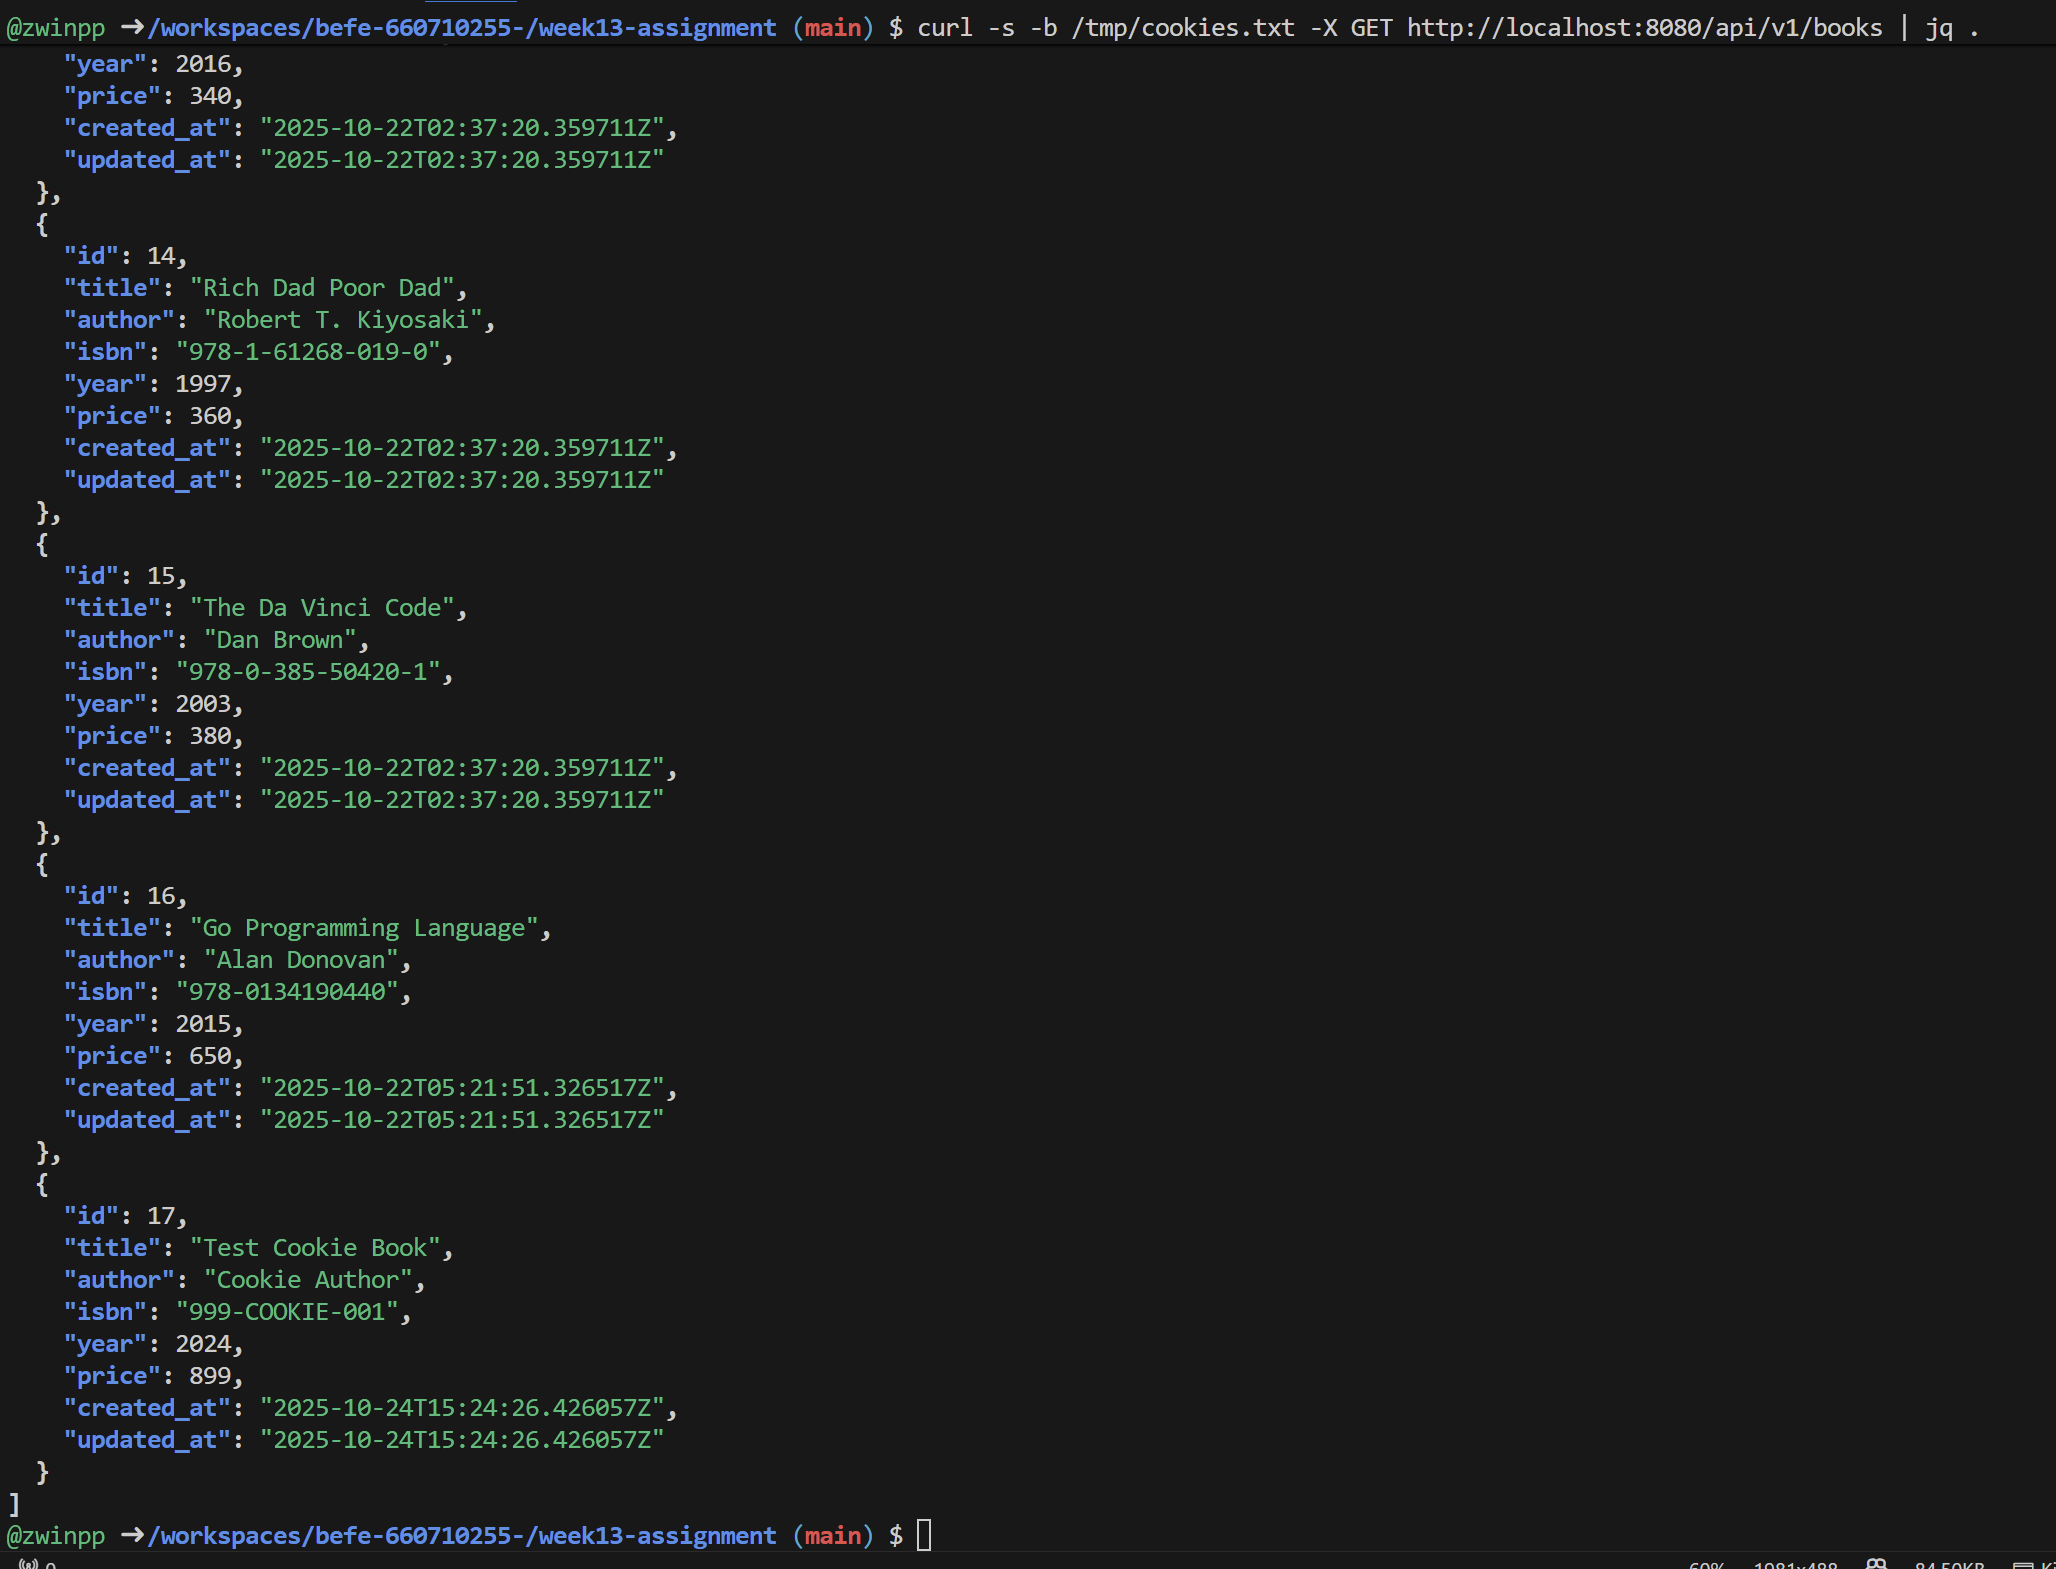 @zwinpp ➜/workspaces/befe-660710255-/week13-assignment (main) $ curl -s -b /tmp/cookies.txt -X GET http://localhost:8080/api/v1/books | jq .
    "year": 2016,
    "price": 340,
    "created_at": "2025-10-22T02:37:20.359711Z",
    "updated_at": "2025-10-22T02:37:20.359711Z"
  },
  {
    "id": 14,
    "title": "Rich Dad Poor Dad",
    "author": "Robert T. Kiyosaki",
    "isbn": "978-1-61268-019-0",
    "year": 1997,
    "price": 360,
    "created_at": "2025-10-22T02:37:20.359711Z",
    "updated_at": "2025-10-22T02:37:20.359711Z"
  },
  {
    "id": 15,
    "title": "The Da Vinci Code",
    "author": "Dan Brown",
    "isbn": "978-0-385-50420-1",
    "year": 2003,
    "price": 380,
    "created_at": "2025-10-22T02:37:20.359711Z",
    "updated_at": "2025-10-22T02:37:20.359711Z"
  },
  {
    "id": 16,
    "title": "Go Programming Language",
    "author": "Alan Donovan",
    "isbn": "978-0134190440",
    "year": 2015,
    "price": 650,
    "created_at": "2025-10-22T05:21:51.326517Z",
    "updated_at": "2025-10-22T05:21:51.326517Z"
  },
  {
    "id": 17,
    "title": "Test Cookie Book",
    "author": "Cookie Author",
    "isbn": "999-COOKIE-001",
    "year": 2024,
    "price": 899,
    "created_at": "2025-10-24T15:24:26.426057Z",
    "updated_at": "2025-10-24T15:24:26.426057Z"
  }
]
@zwinpp ➜/workspaces/befe-660710255-/week13-assignment (main) $